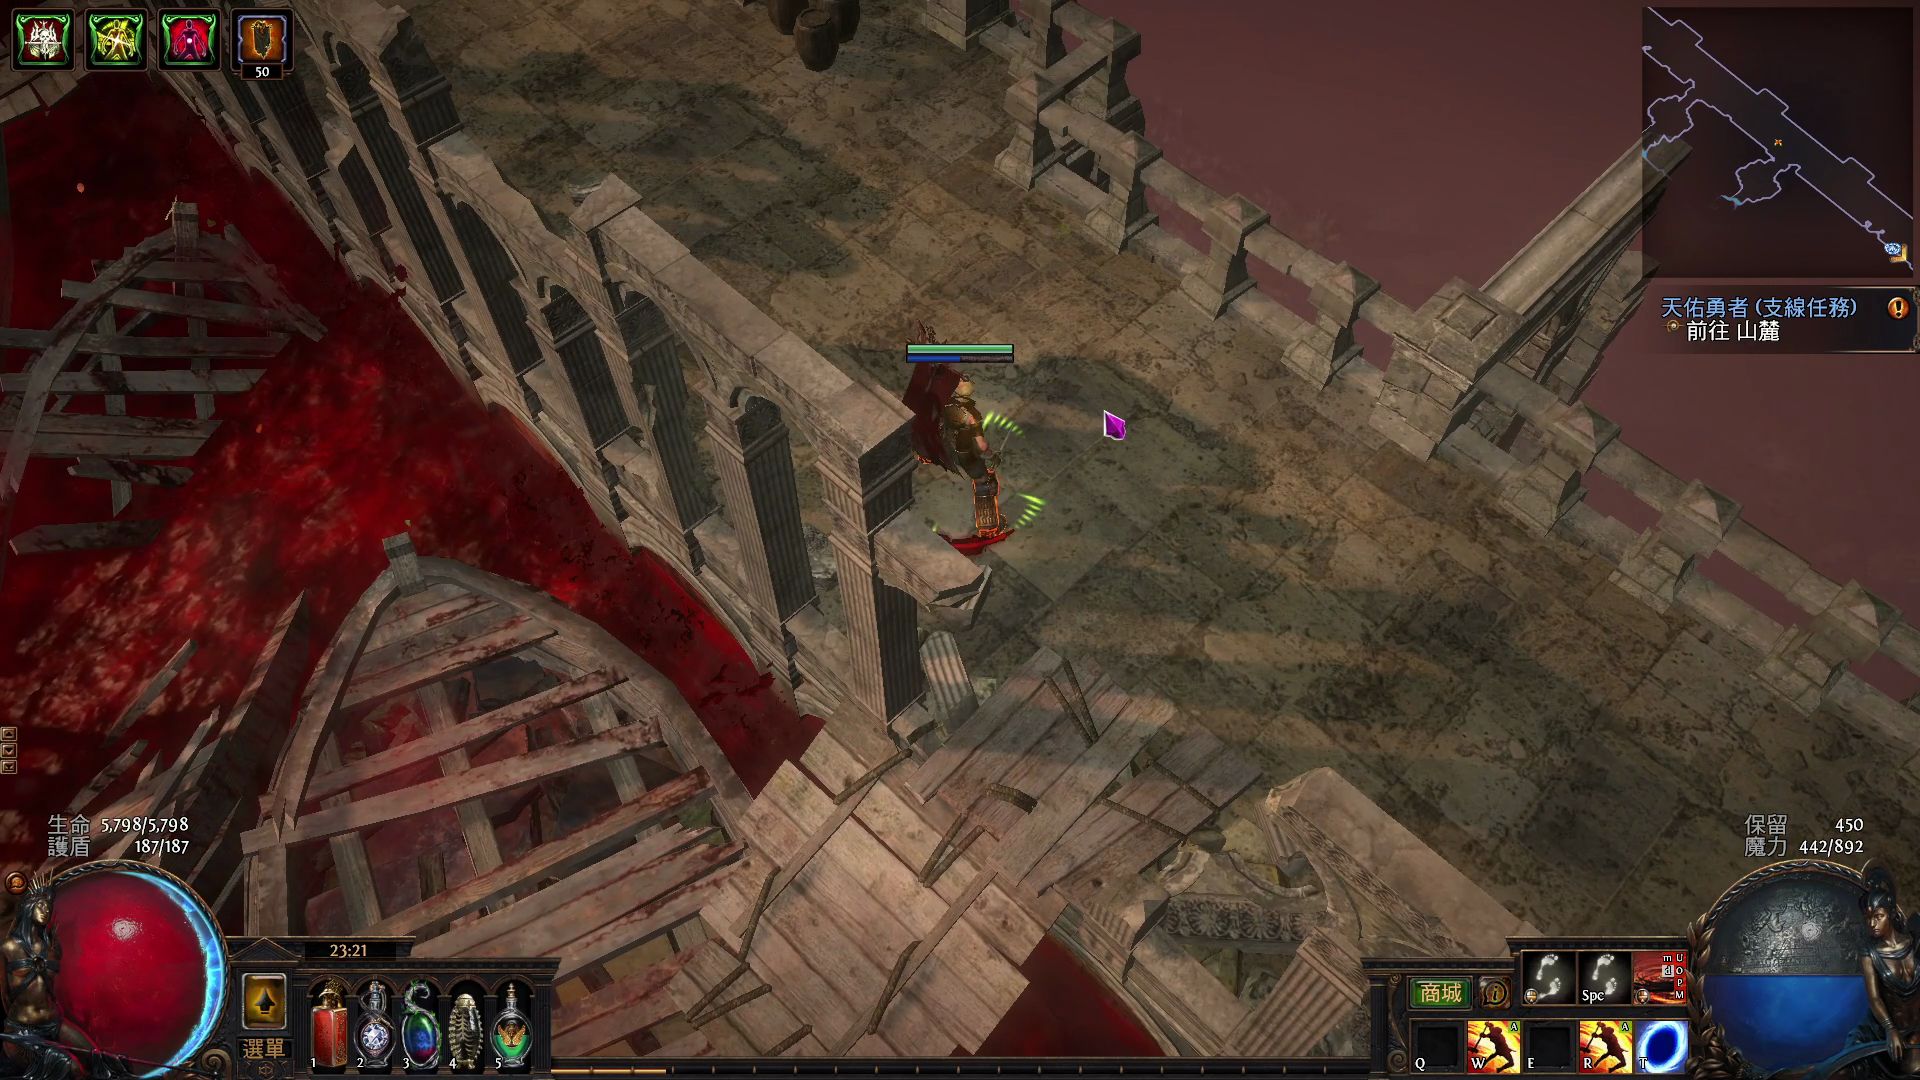 50
天佑勇者 (支線任務)
前往 山麓
生命 5,798/5,798
護盾 187/187
保留 450
魔力 442/892
23:21
選單
1 2 3 4 5
商城
Spc
m U
d O
P
M
Q W A E R A T